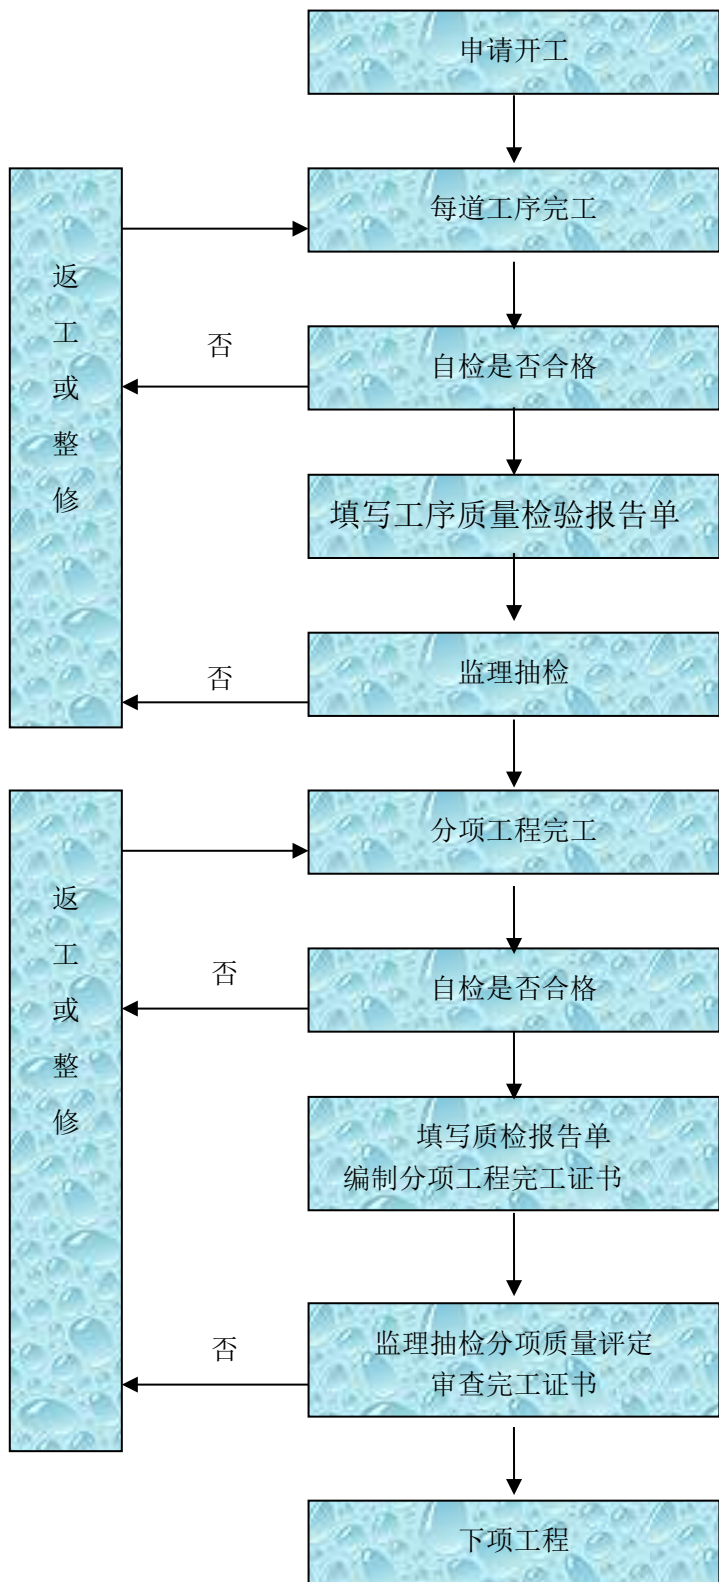 申请开工
每道工序完工
返
工
或
整
修
否
自检是否合格
填写工序质量检验报告单
否
监理抽检
分项工程完工
返
工
或
整
修
否
自检是否合格
填写质检报告单
编制分项工程完工证书
否
监理抽检分项质量评定
审查完工证书
下项工程